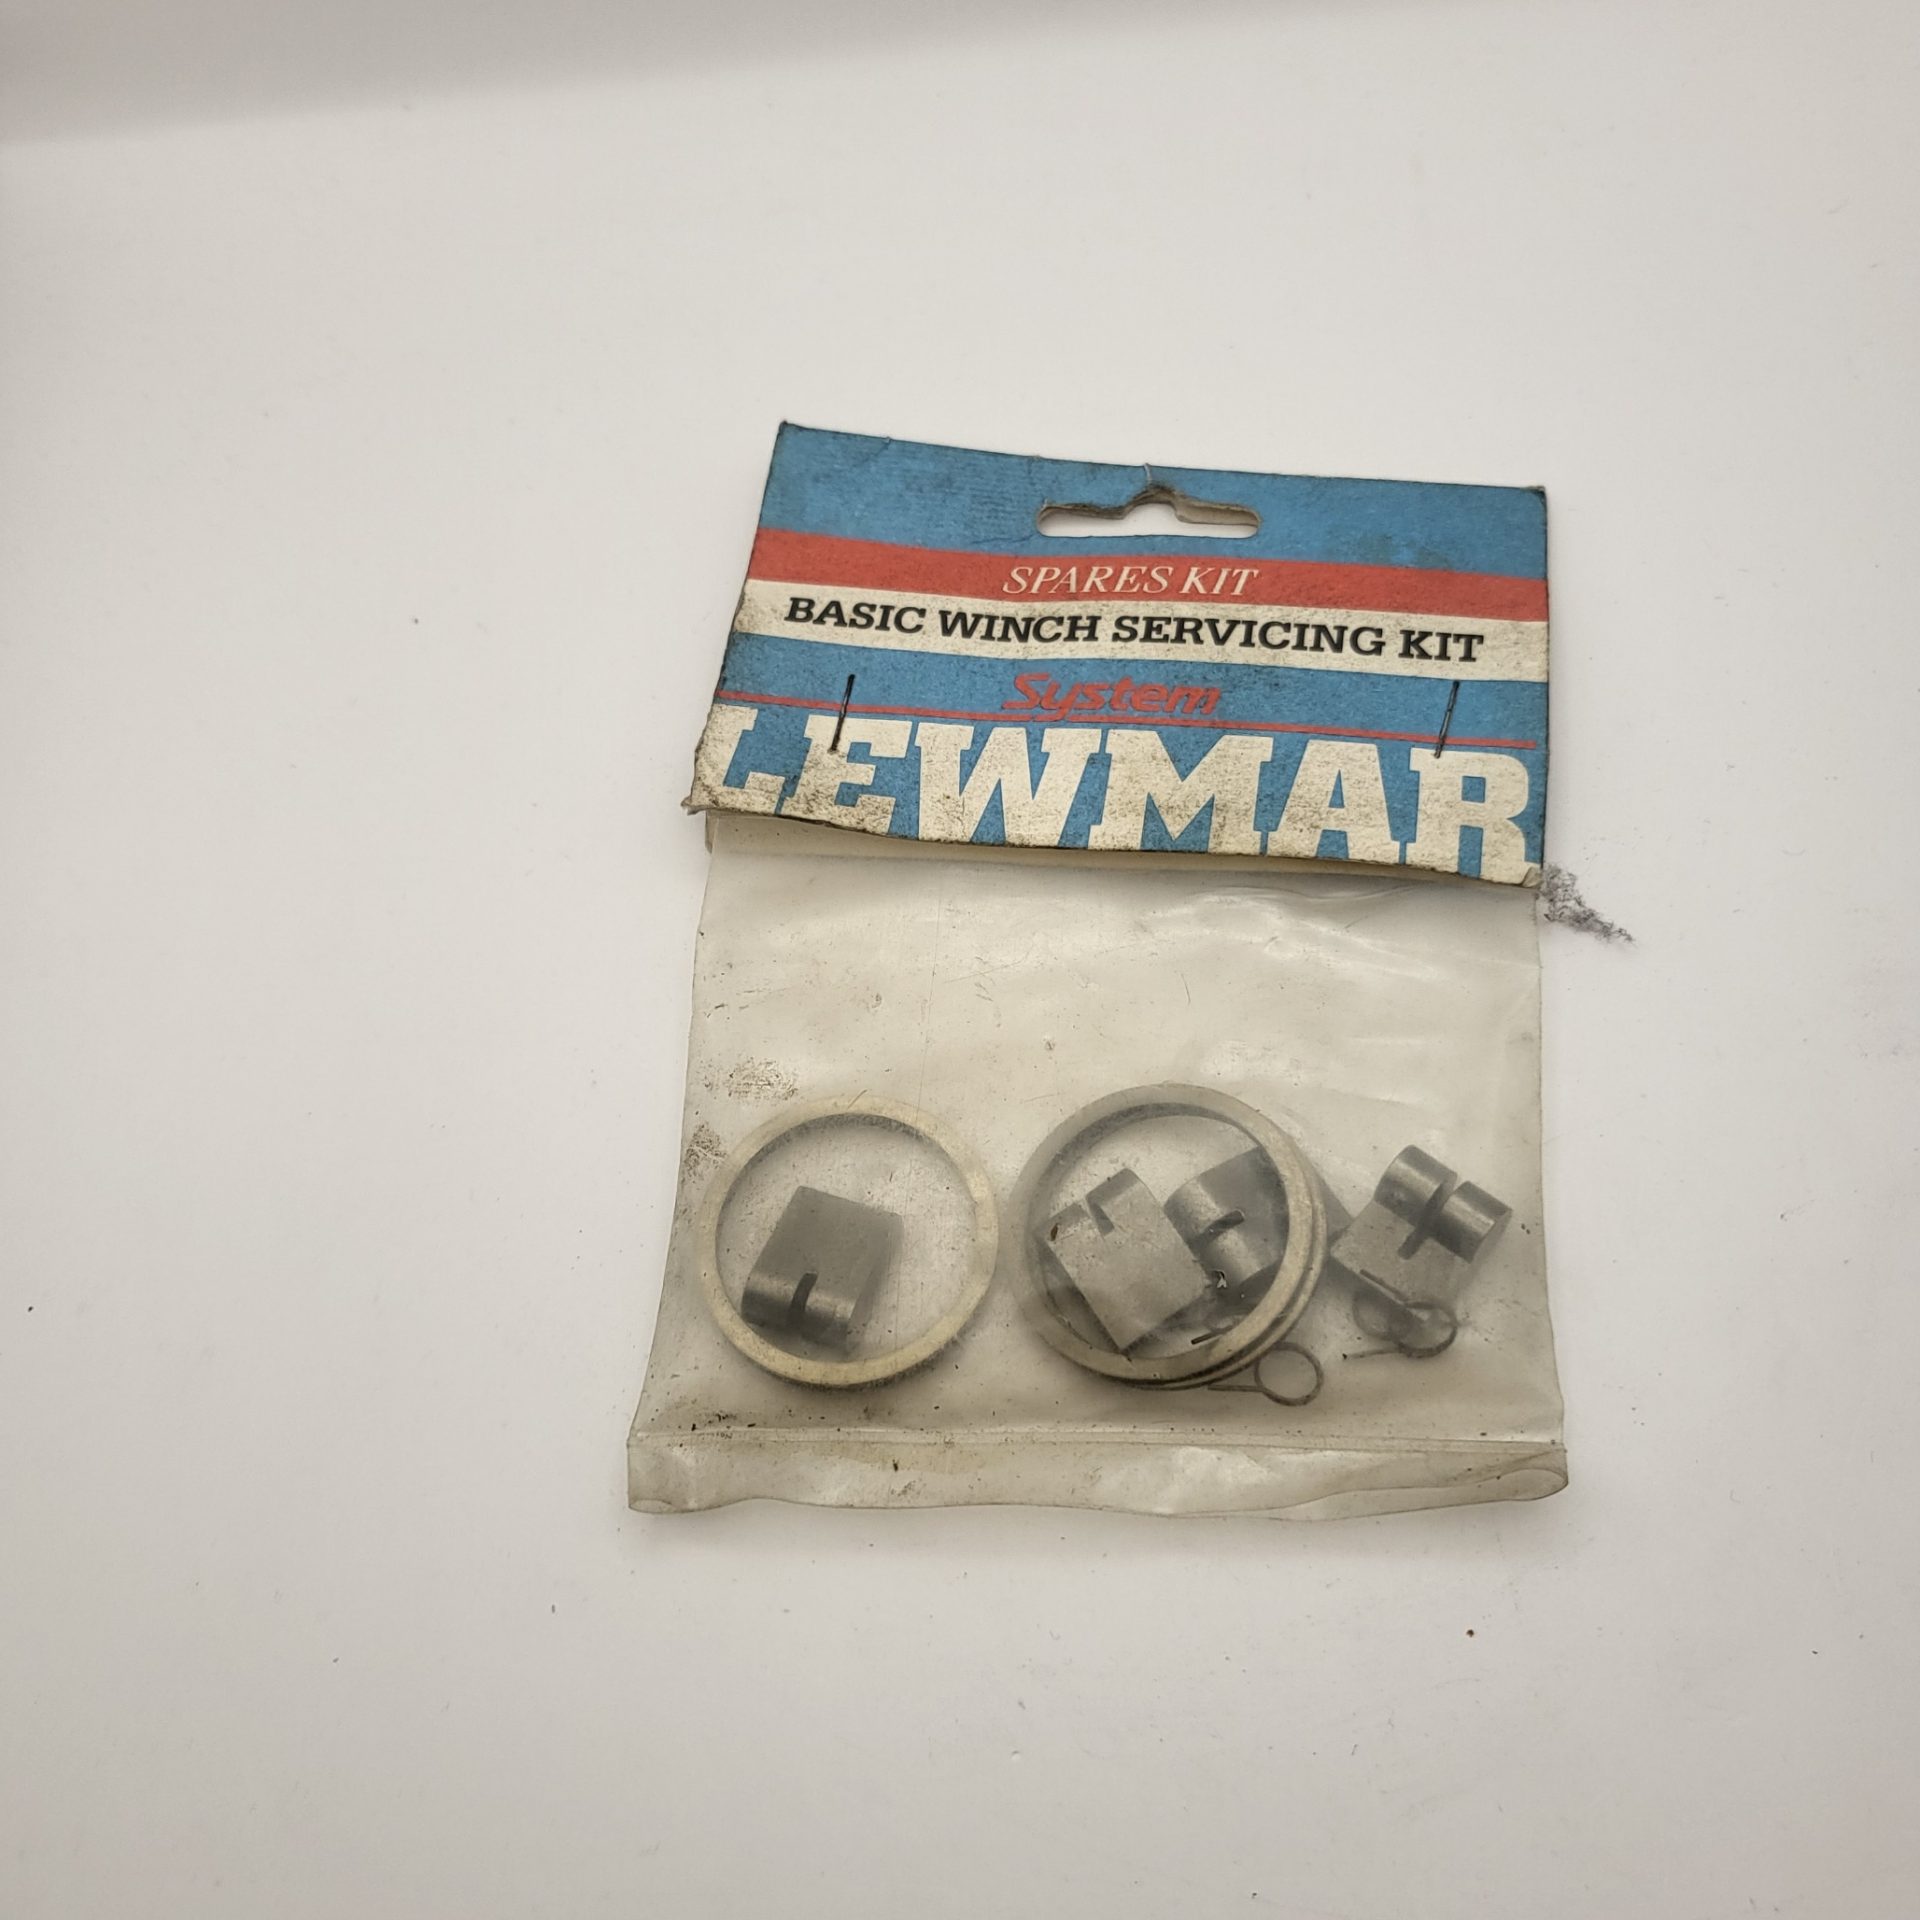 SPARES KIT
BASIC WINCH SERVICING KIT
System
LEWMAR